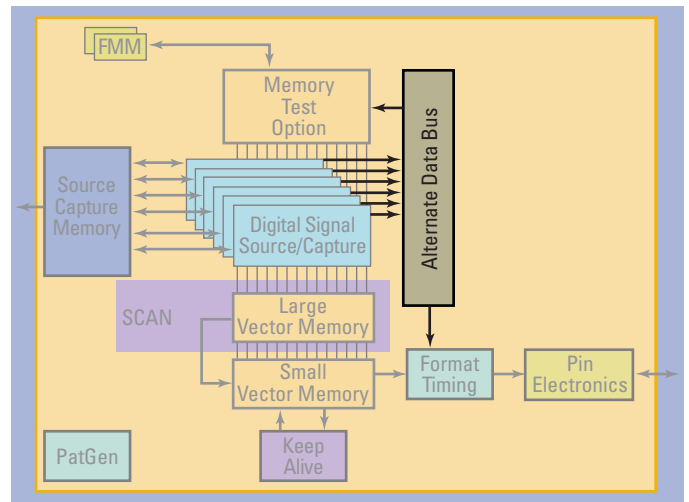 FMM
Memory
Test
Option
Alternate Data Bus
Source
Capture
Memory
Digital Signal
Source/Capture
SCAN
Large
Vector Memory
Small
Vector Memory
Format
Timing
Pin
Electronics
Keep
Alive
PatGen